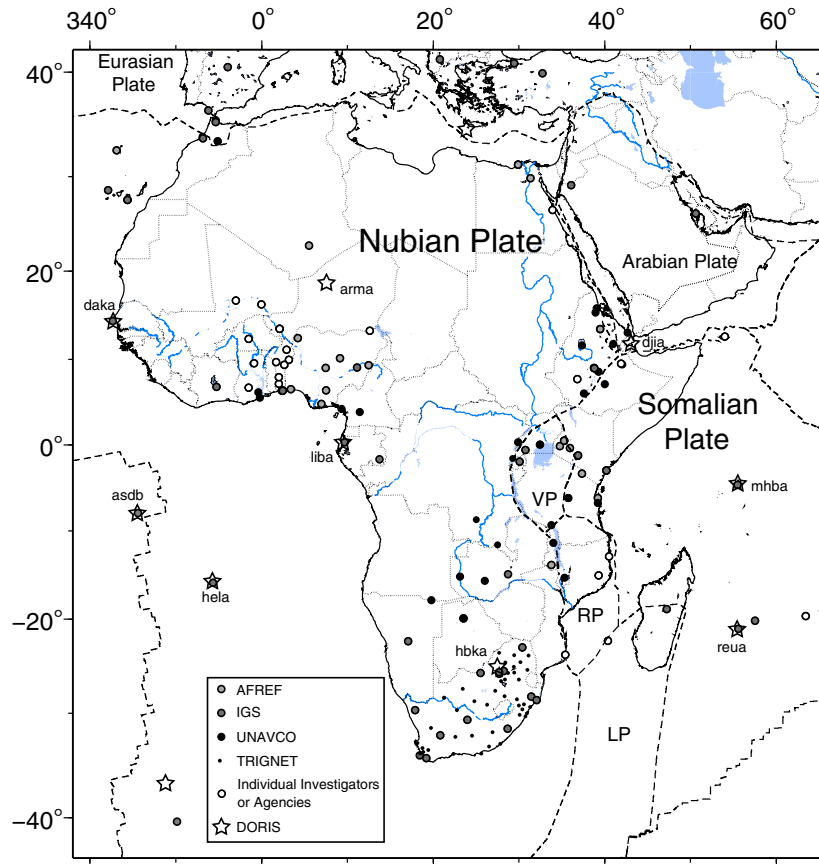 340° 0° 20° 40° 60°
Eurasian
Plate
40°
Nubian Plate
Arabian Plate
20°
arma
daka
djia
Somalian
Plate
0°
liba
mhba
asdb
VP
hela
RP
−20°
hbka
reua
AFREF
IGS
UNAVCO
TRIGNET
Individual Investigators
or Agencies
DORIS
LP
−40°